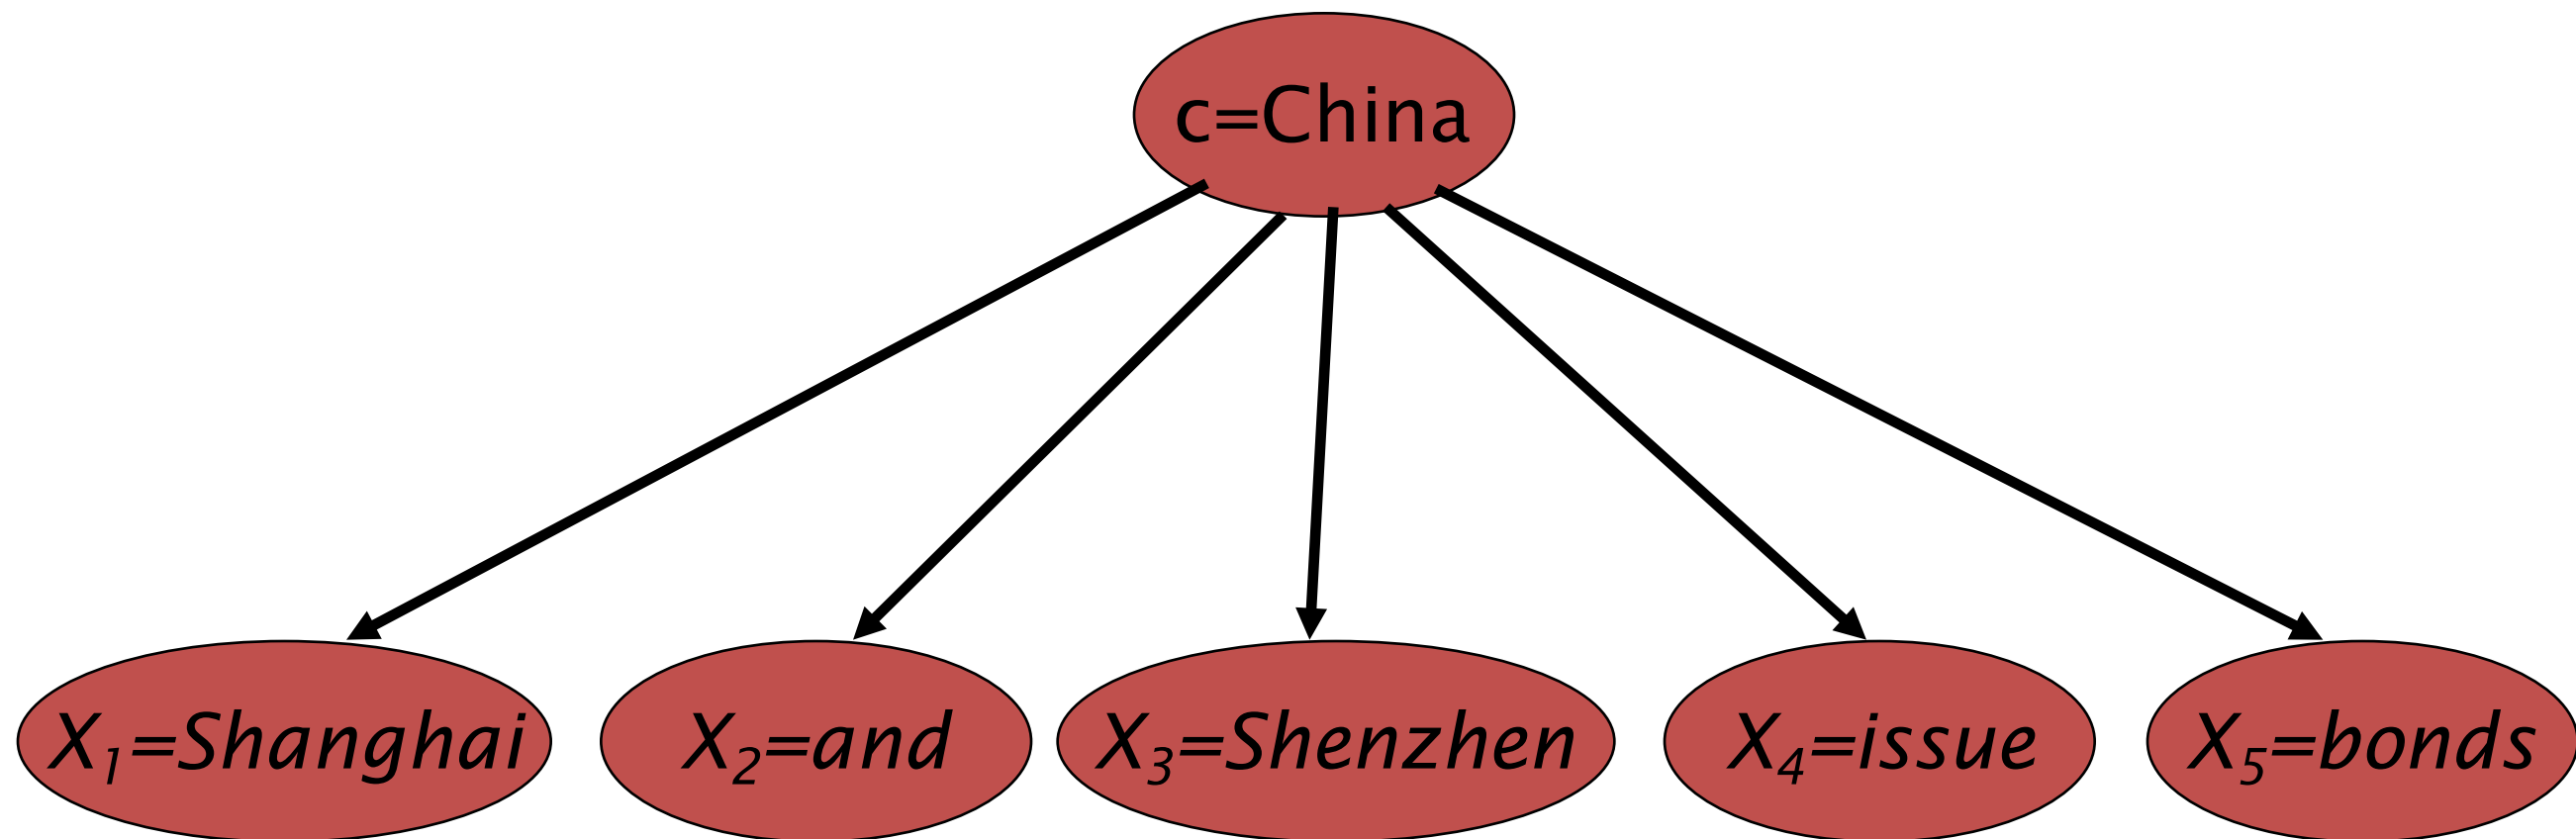 c=China
X₁=Shanghai
X₂=and
X₃=Shenzhen
X₄=issue
X₅=bonds